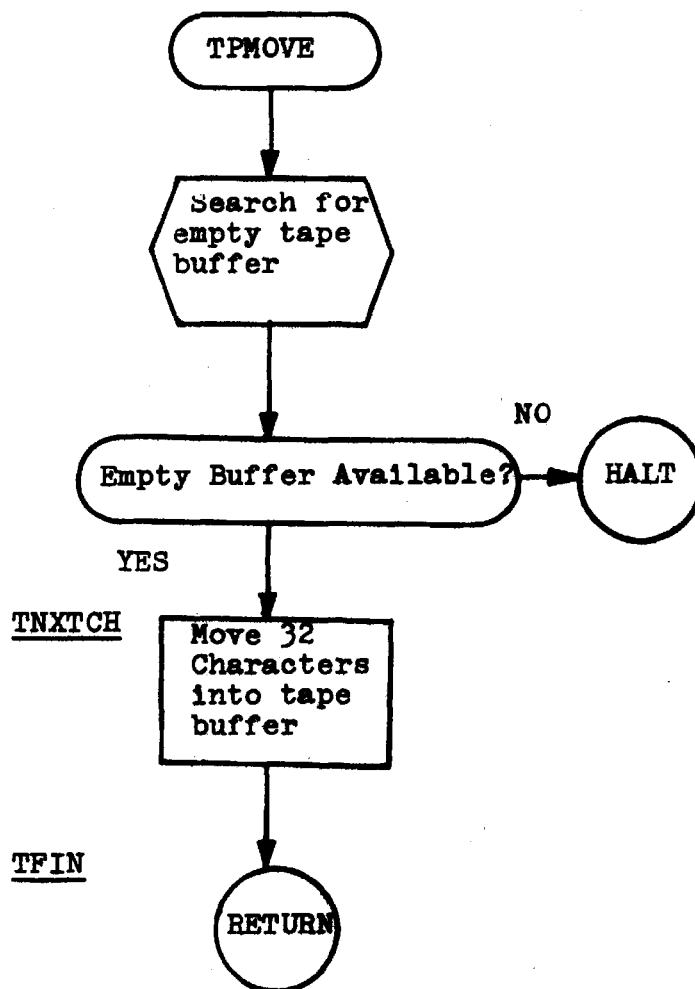 TPMOVE
Search for
empty tape
buffer
NO
Empty Buffer Available?
HALT
YES
TNXTCH
Move 32
Characters
into tape
buffer
TFIN
RETURN